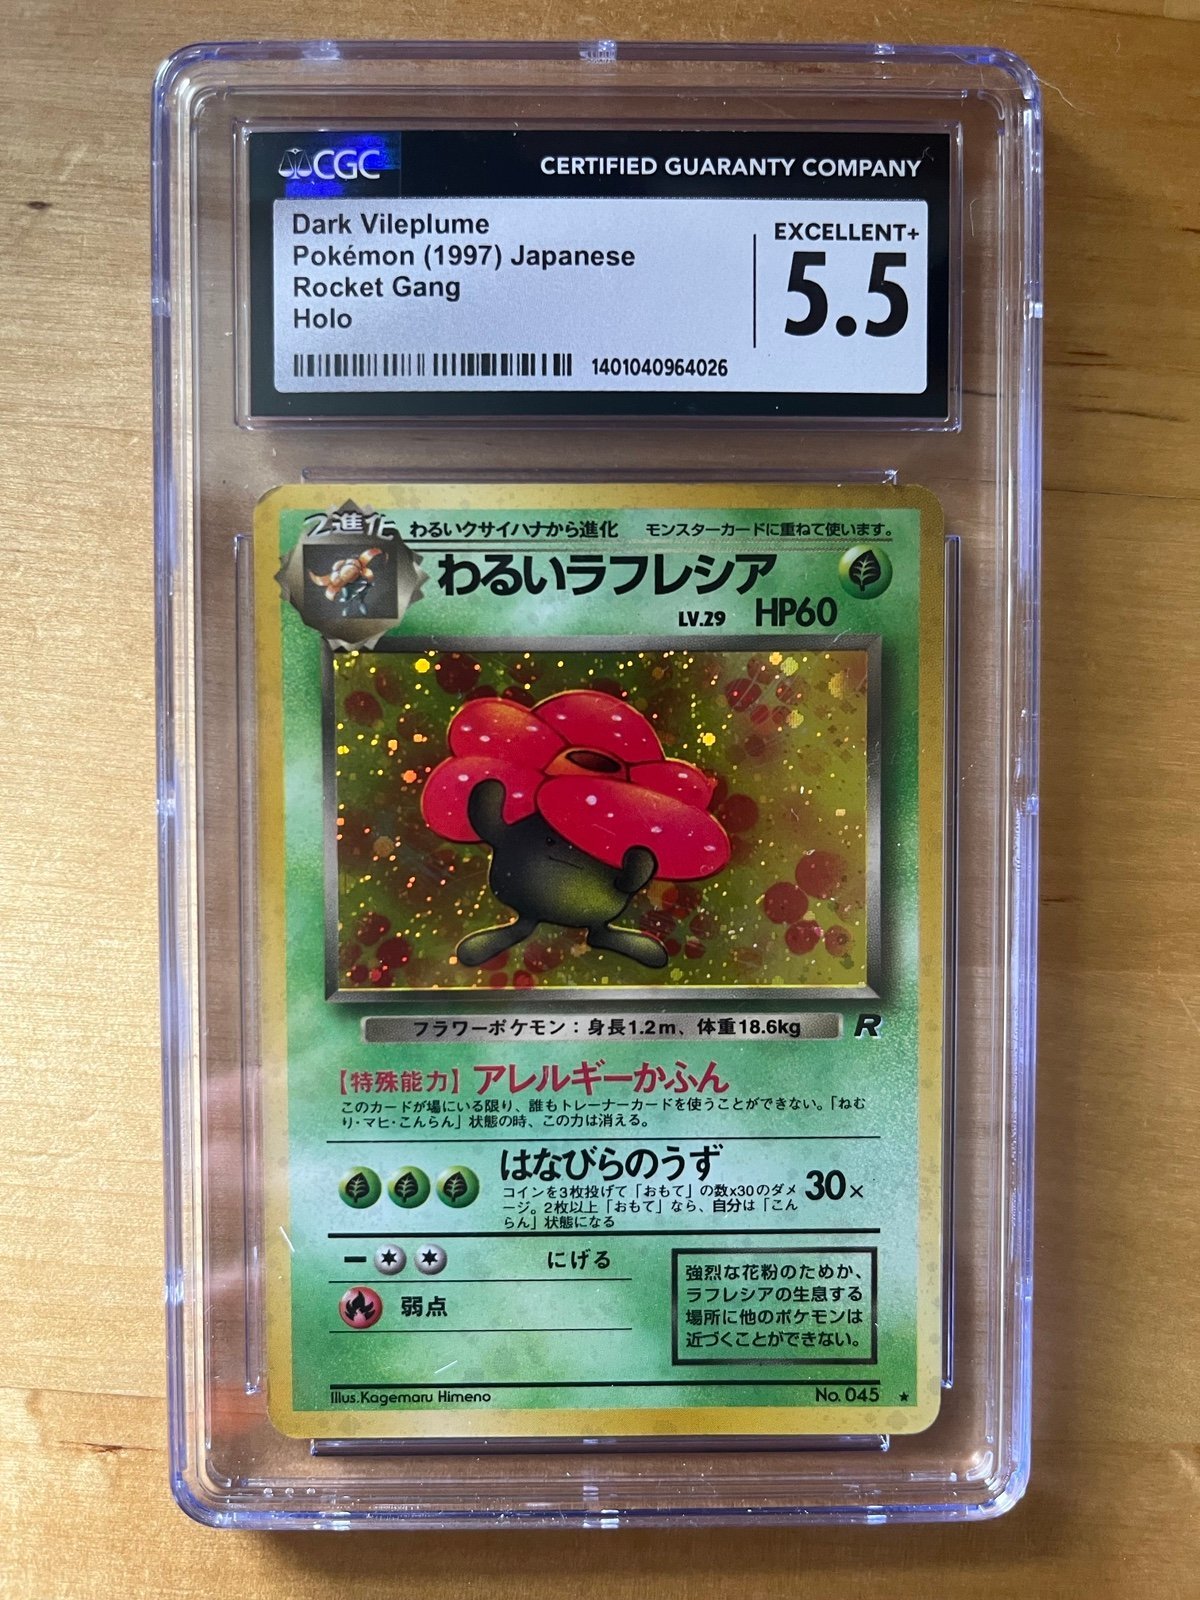 CGC
CERTIFIED GUARANTY COMPANY
Dark Vileplume
Pokémon (1997) Japanese
Rocket Gang
Holo
EXCELLENT+
5.5
1401040964026
2進化
わるいクサイハナから進化 モンスターカードに重ねて使います。
わるいラフレシア
LV.29 HP60
フラワーポケモン：身長1.2m、体重18.6kg
R
【特殊能力】アレルギーかふん
このカードが場にいる限り、誰もトレーナーカードを使うことができない。「ねむ
り・マヒ・こんらん」状態の時、この力は消える。
はなびらのうず
コインを3枚投げて「おもて」の数x30のダメ
ージ。2枚以上「おもて」なら、自分は「こん
らん」状態になる
30×
ー にげる
弱点
強烈な花粉のためか、
ラフレシアの生息する
場所に他のポケモンは
近づくことができない。
Illus.Kagemaru Himeno
No. 045 ★